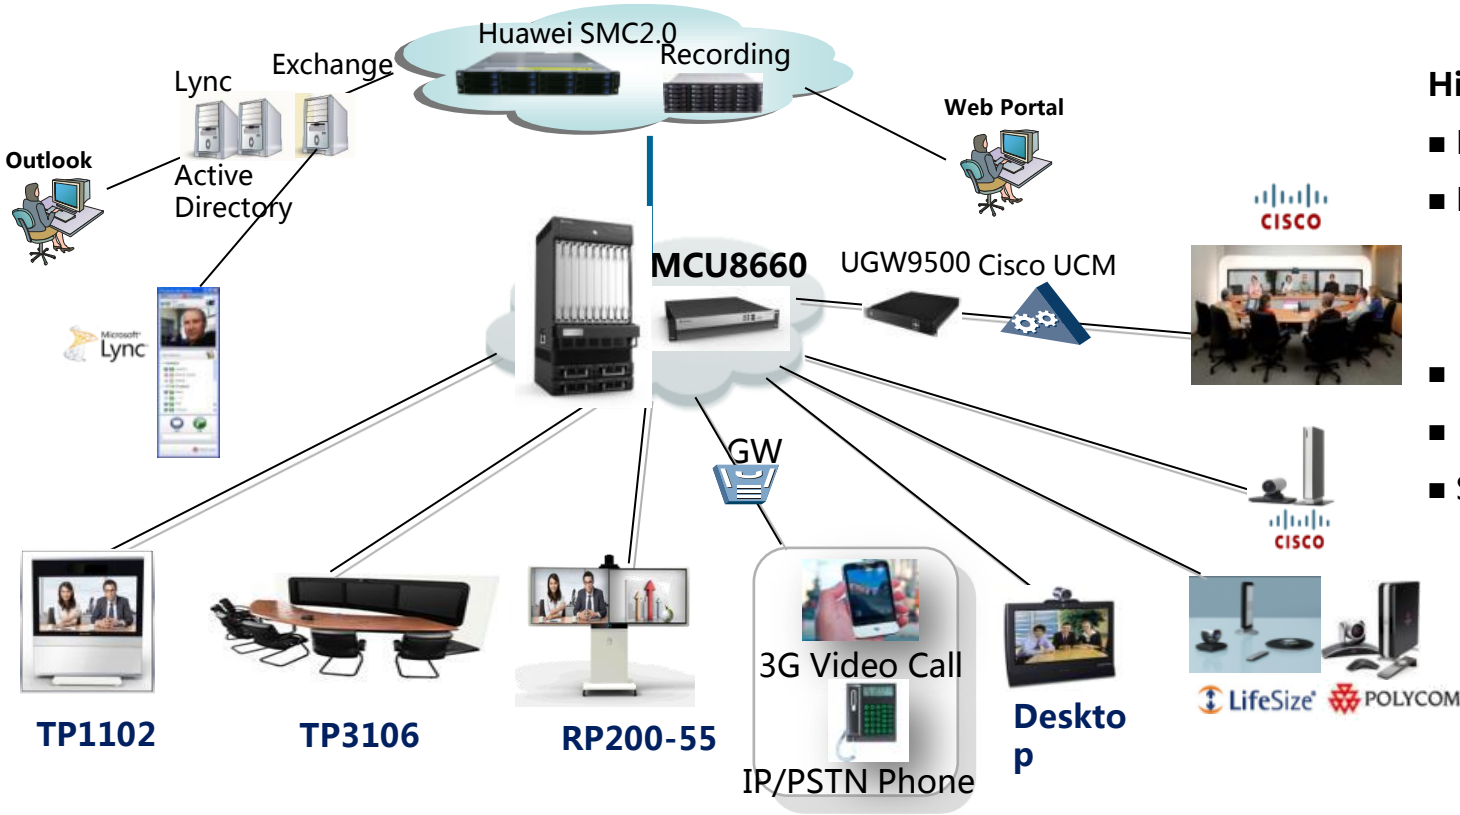 Huawei SMC2.0
Recording
Exchange
Lync
Web Portal
Outlook
Active
Directory
CISCO
MCU8660
UGW9500
Cisco UCM
Microsoft
Lync
GW
CISCO
3G Video Call
IP/PSTN Phone
TP1102
TP3106
RP200-55
Deskto
p
LifeSize
POLYCOM